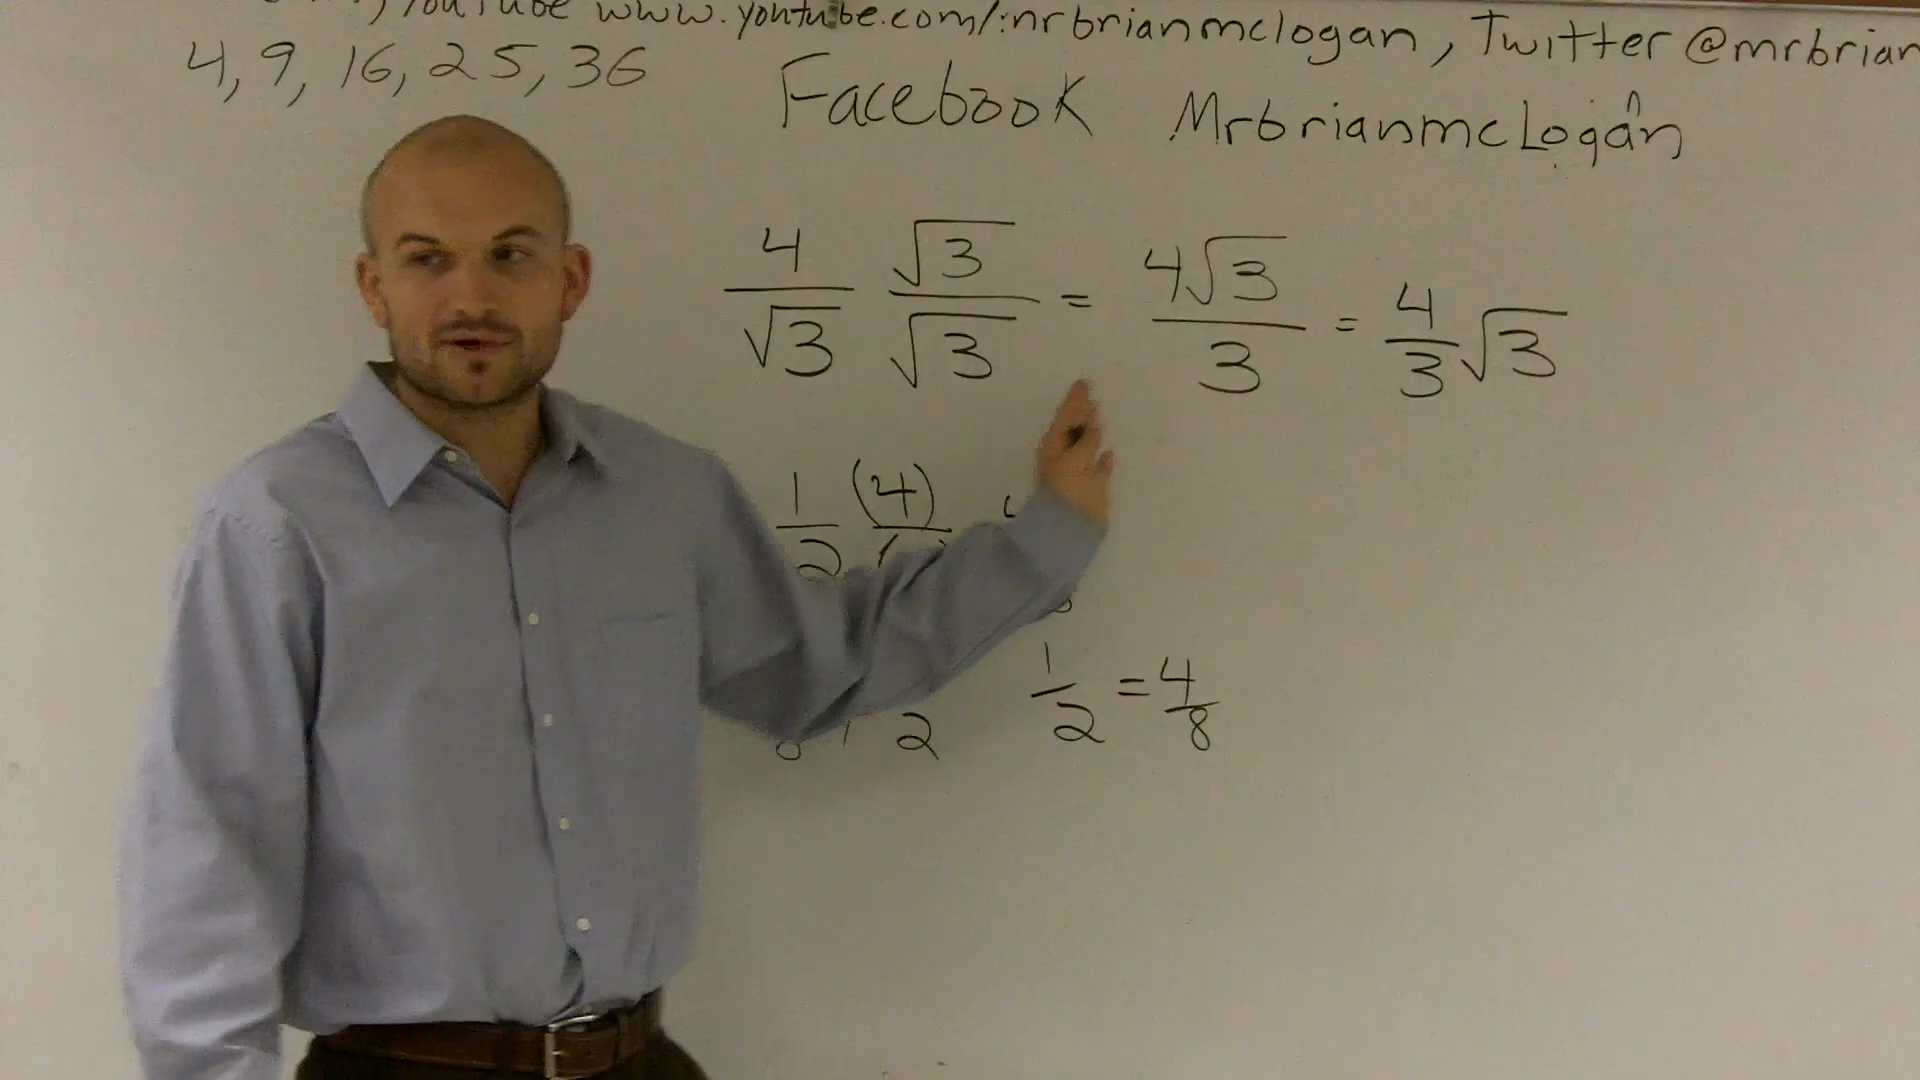 YouTube www.youtube.com/mrbrianmclogan, Twitter @mrbrian
4, 9, 16, 25, 36
Facebook MrbrianmcLogan
4/√3 √3/√3 = 4√3/3 = 4/3 √3
1/2 (4)
1/2 = 4/8
2